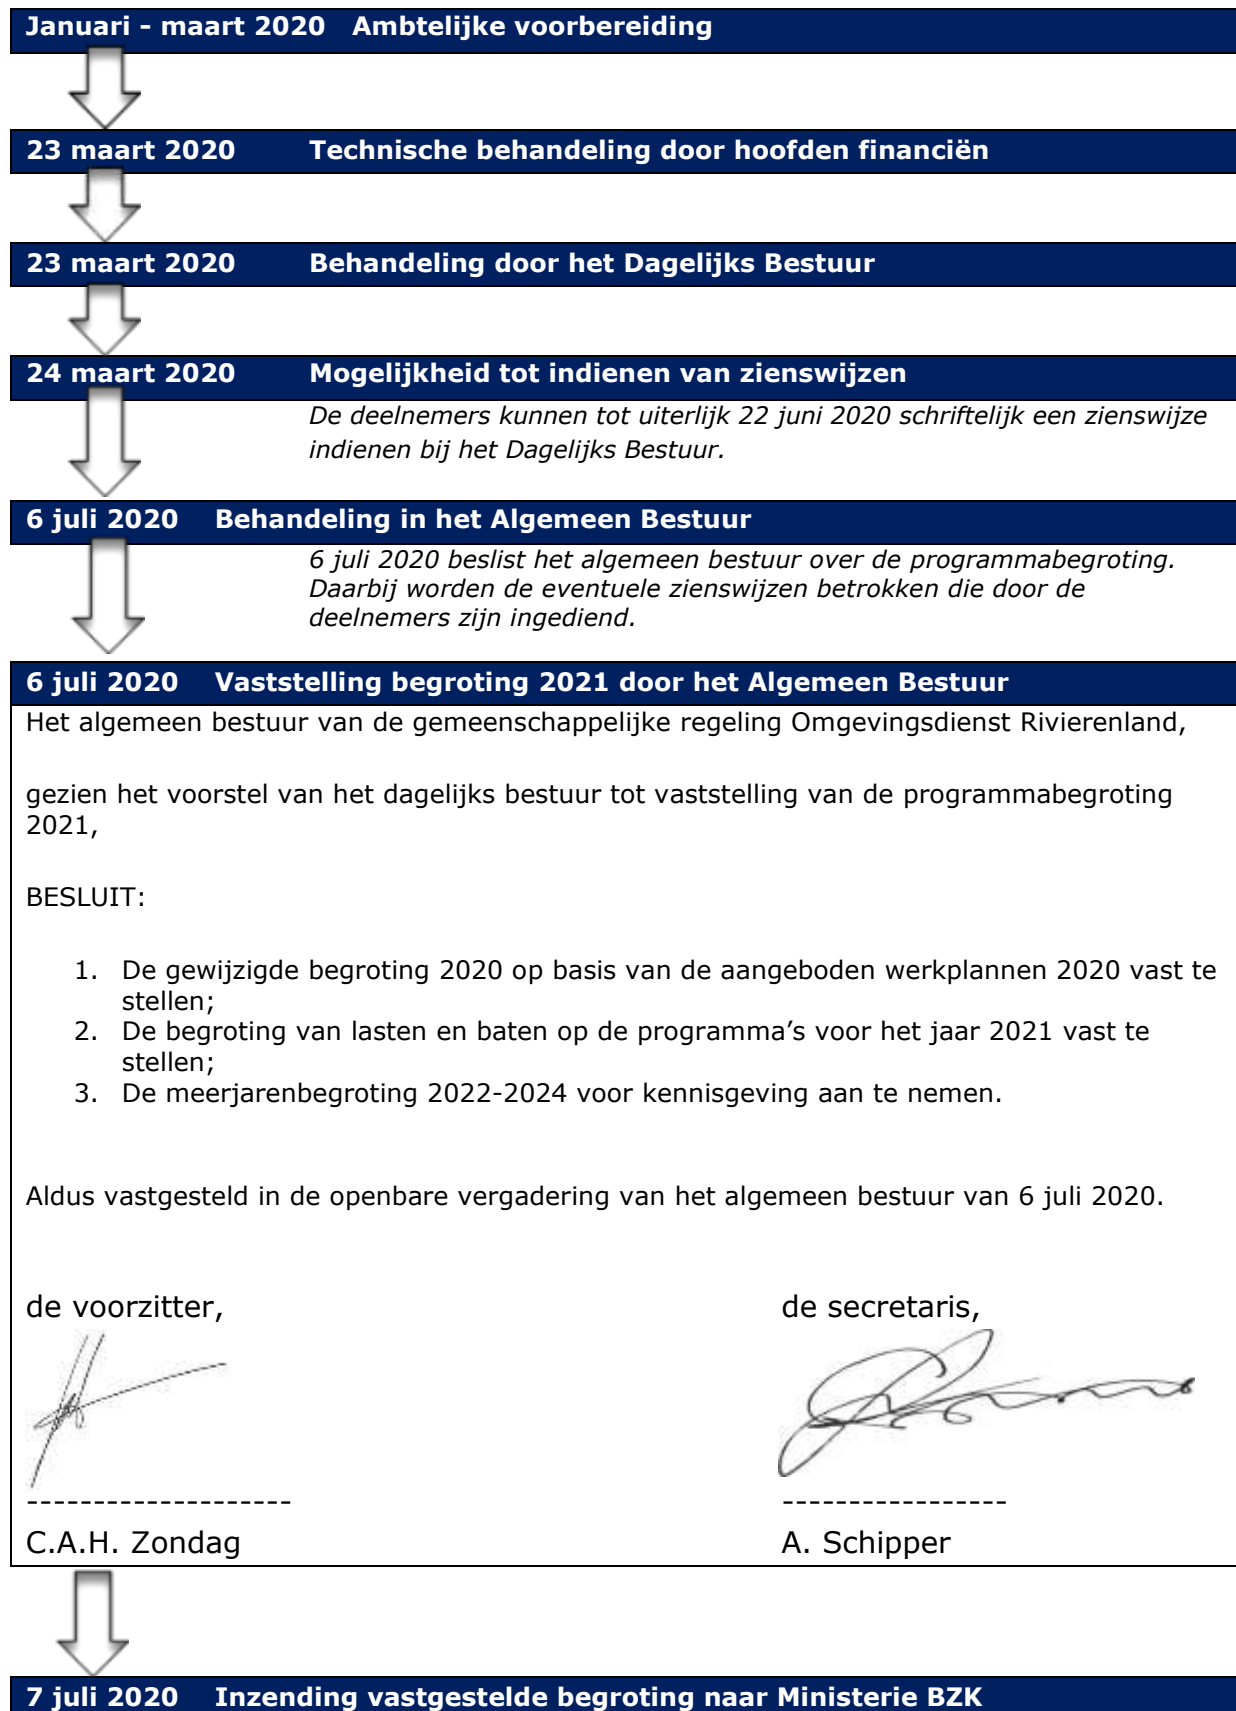 Januari - maart 2020 Ambtelijke voorbereiding
23 maart 2020 Technische behandeling door hoofden financiën
23 maart 2020 Behandeling door het Dagelijks Bestuur
24 maart 2020 Mogelijkheid tot indienen van zienswijzen
De deelnemers kunnen tot uiterlijk 22 juni 2020 schriftelijk een zienswijze
indienen bij het Dagelijks Bestuur.
6 juli 2020 Behandeling in het Algemeen Bestuur
6 juli 2020 beslist het algemeen bestuur over de programmabegroting.
Daarbij worden de eventuele zienswijzen betrokken die door de
deelnemers zijn ingediend.
6 juli 2020 Vaststelling begroting 2021 door het Algemeen Bestuur
Het algemeen bestuur van de gemeenschappelijke regeling Omgevingsdienst Rivierenland,
gezien het voorstel van het dagelijks bestuur tot vaststelling van de programmabegroting
2021,
BESLUIT:
1. De gewijzigde begroting 2020 op basis van de aangeboden werkplannen 2020 vast te
stellen;
2. De begroting van lasten en baten op de programma's voor het jaar 2021 vast te
stellen;
3. De meerjarenbegroting 2022-2024 voor kennisgeving aan te nemen.
Aldus vastgesteld in de openbare vergadering van het algemeen bestuur van 6 juli 2020.
de voorzitter, de secretaris,
-------------------- -----------------
C.A.H. Zondag A. Schipper
7 juli 2020 Inzending vastgestelde begroting naar Ministerie BZK